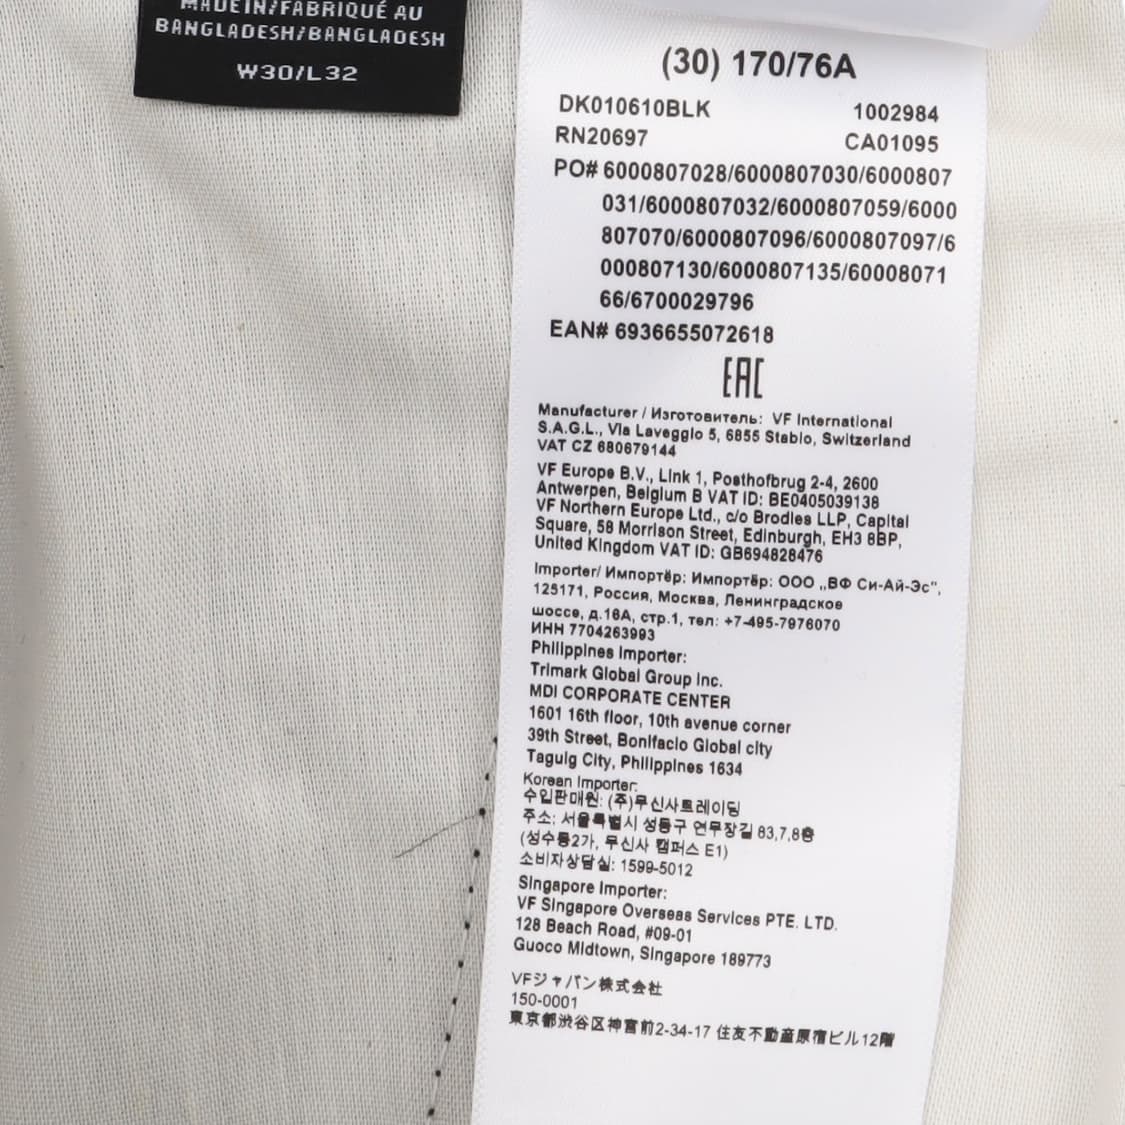 MADE IN/FABRIQUÉ AU
BANGLADESH/BANGLADESH
W30/L32
(30) 170/76A
DK010610BLK 1002984
RN20697 CA01095
PO# 6000807028/6000807030/6000807
031/6000807032/6000807059/6000
807070/6000807096/6000807097/6
000807130/6000807135/60008071
66/6700029796
EAN# 6936655072618
EAC
Manufacturer / Изготовитель: VF International
S.A.G.L., Via Laveggio 5, 6855 Stabio, Switzerland
VAT CZ 680679144
VF Europe B.V., Link 1, Posthofbrug 2-4, 2600
Antwerpen, Belgium B VAT ID: BE0405039138
VF Northern Europe Ltd., c/o Brodies LLP, Capital
Square, 58 Morrison Street, Edinburgh, EH3 8BP,
United Kingdom VAT ID: GB694828476
Importer/ Импортёр: Импортёр: ООО „ВФ Си-Ай-Эс",
125171, Россия, Москва, Ленинградское
шоссе, д.16А, стр.1, тел: +7-495-7976070
ИНН 7704263993
Philippines Importer:
Trimark Global Group Inc.
MDI CORPORATE CENTER
1601 16th floor, 10th avenue corner
39th Street, Bonifacio Global city
Taguig City, Philippines 1634
Korean Importer:
수입판매원: (주)무신사트레이딩
주소: 서울특별시 성동구 연무장길 83,7,8층
(성수동2가, 무신사 캠퍼스 E1)
소비자상담실: 1599-5012
Singapore Importer:
VF Singapore Overseas Services PTE. LTD.
128 Beach Road, #09-01
Guoco Midtown, Singapore 189773
VFジャパン株式会社
150-0001
東京都渋谷区神宮前2-34-17 住友不動産原宿ビル12階